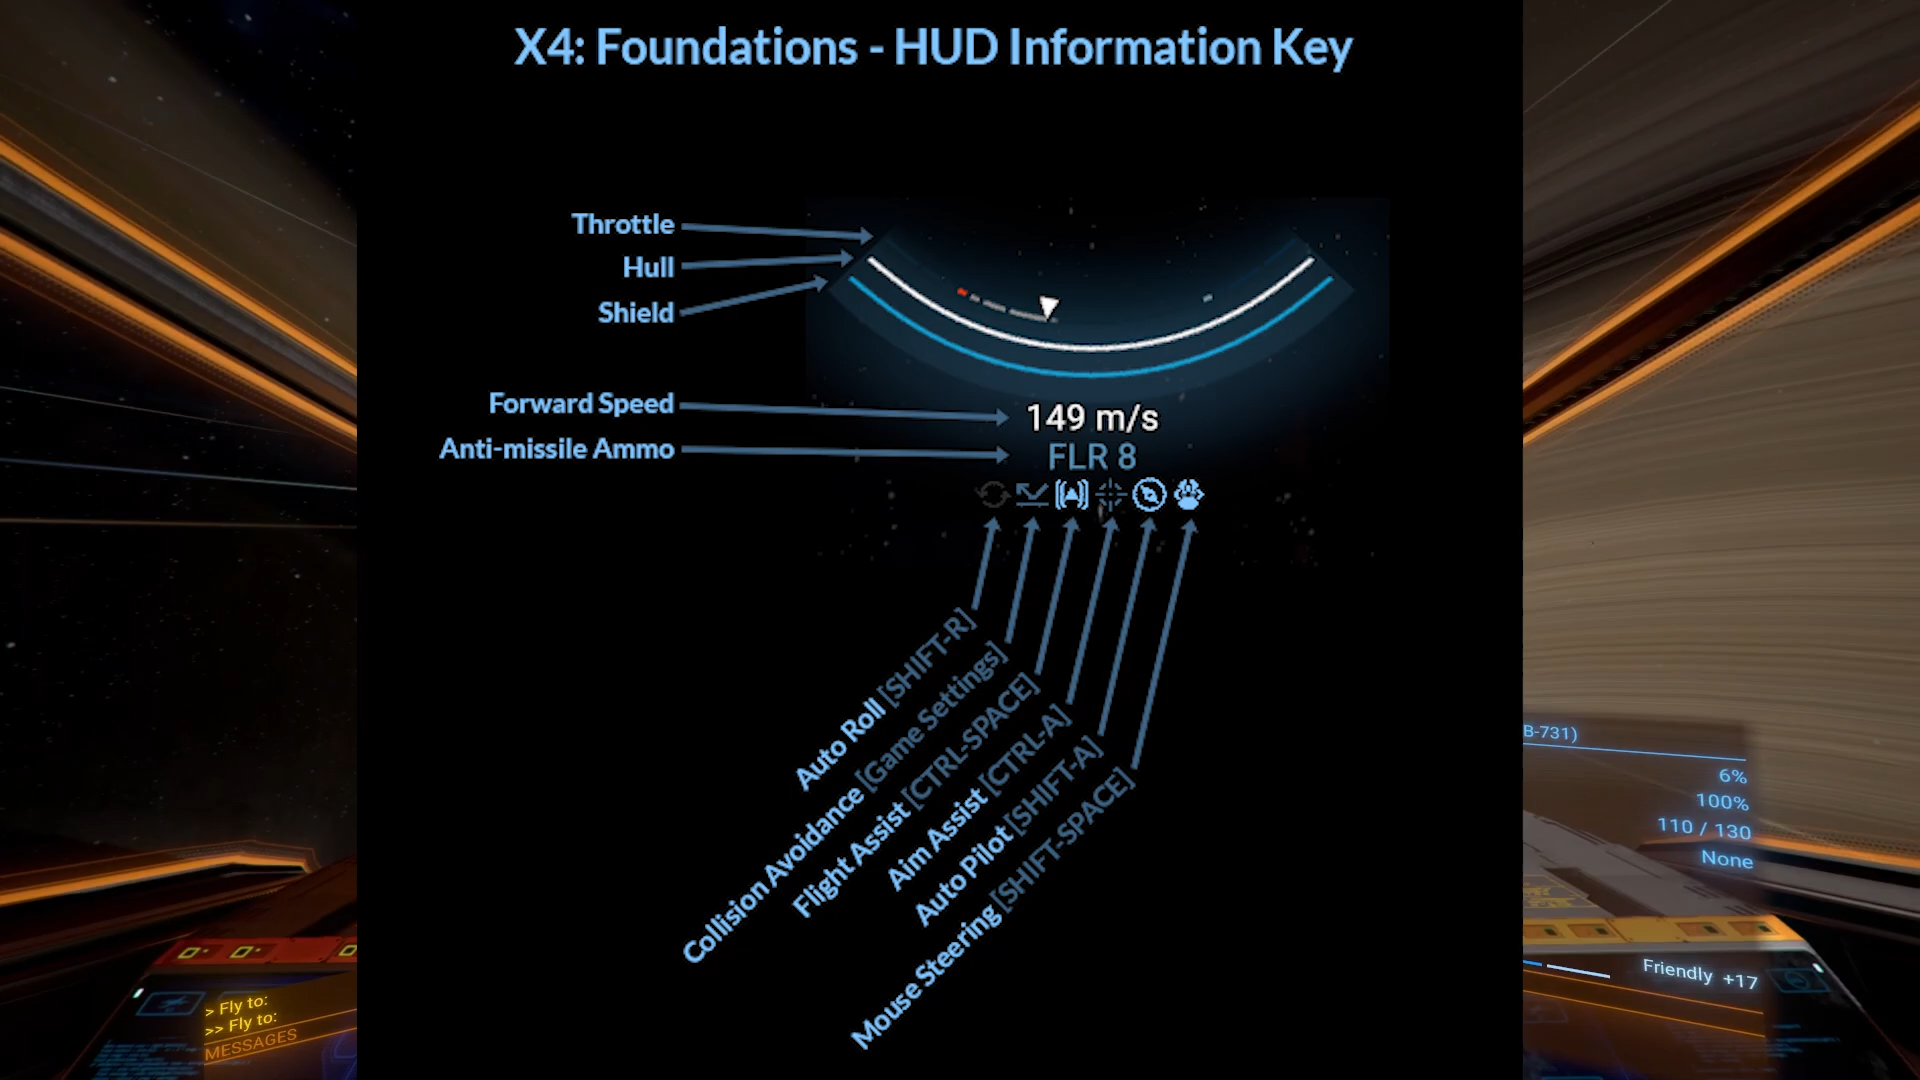 X4: Foundations - HUD Information Key
Throttle
Hull
Shield
Forward Speed
149 m/s
Anti-missile Ammo
FLR 8
Auto Roll [SHIFT-R]
Collision Avoidance [Game Settings]
Flight Assist [CTRL-SPACE]
Aim Assist [CTRL-A]
Auto Pilot [SHIFT-A]
Mouse Steering [SHIFT-SPACE]
B-731)
6%
100%
110 / 130
None
Friendly +17
> Fly to:
>> Fly to:
MESSAGES